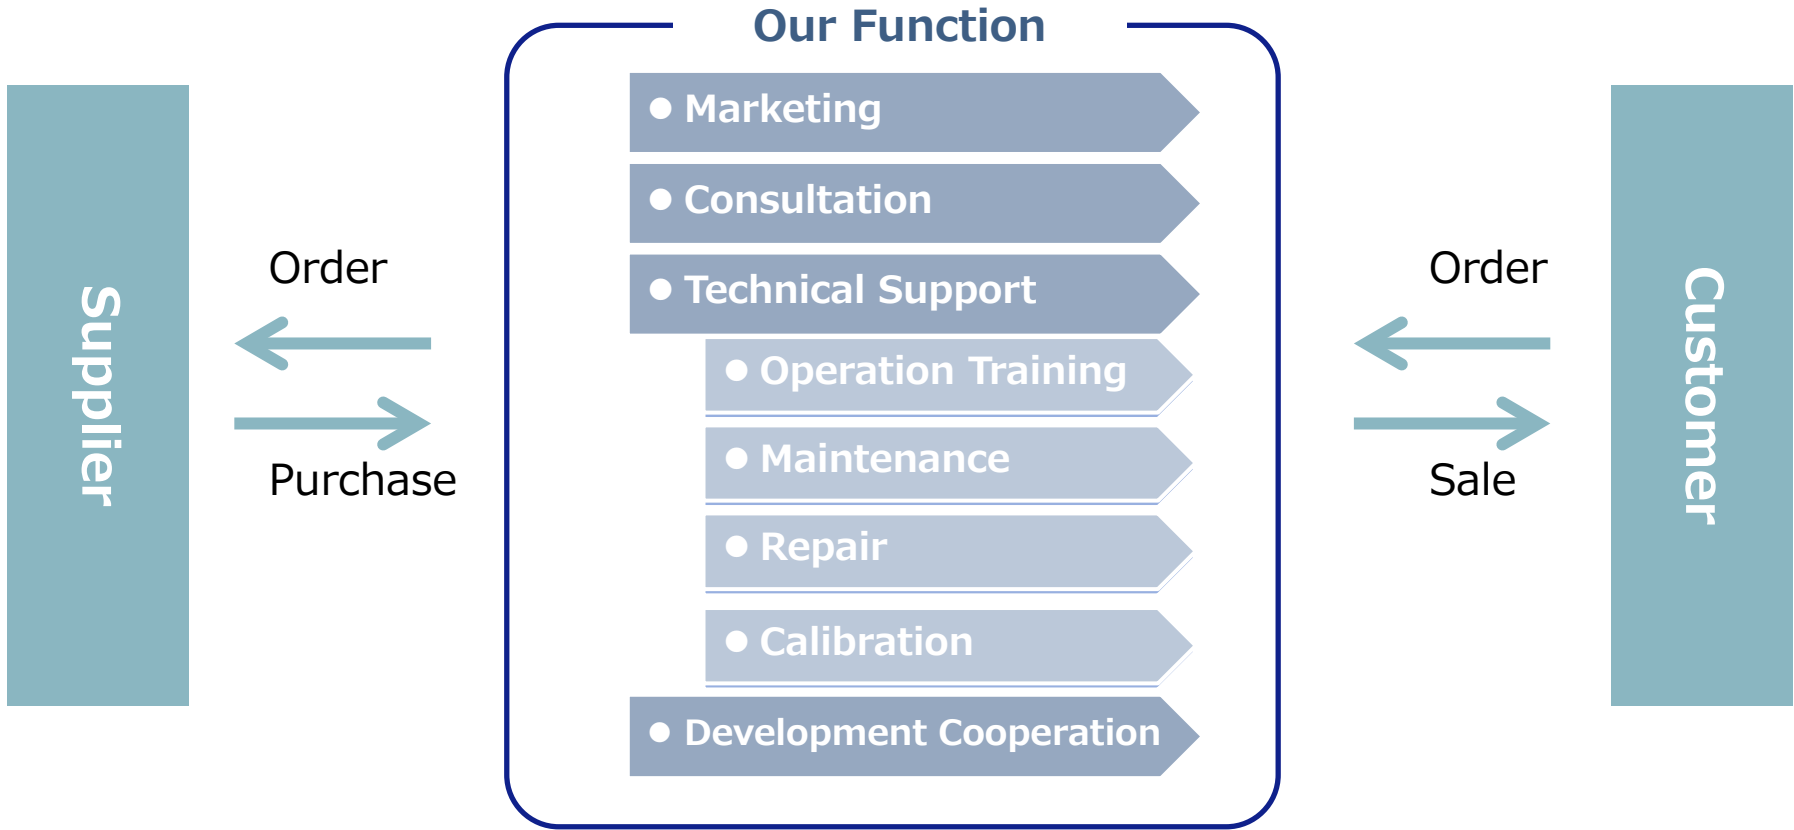 Our Function
Supplier
Order
Purchase
● Marketing
● Consultation
● Technical Support
● Operation Training
● Maintenance
● Repair
● Calibration
● Development Cooperation
Order
Sale
Customer